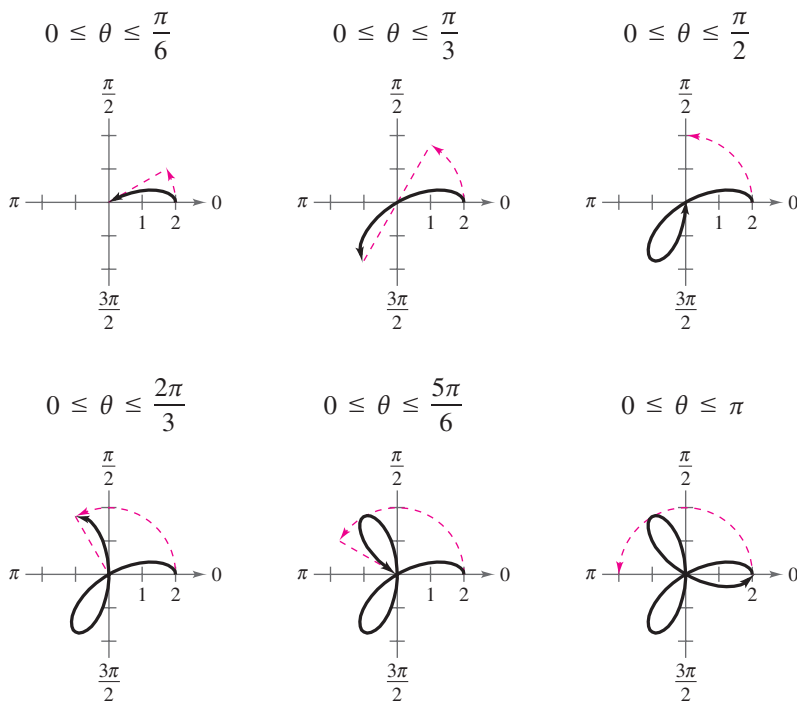 0 ≤ θ ≤ π/6
π/2
π 1 2 0
3π/2
0 ≤ θ ≤ π/3
π/2
π 1 2 0
3π/2
0 ≤ θ ≤ π/2
π/2
π 1 2 0
3π/2
0 ≤ θ ≤ 2π/3
π/2
π 1 2 0
3π/2
0 ≤ θ ≤ 5π/6
π/2
π 1 2 0
3π/2
0 ≤ θ ≤ π
π/2
π 1 2 0
3π/2